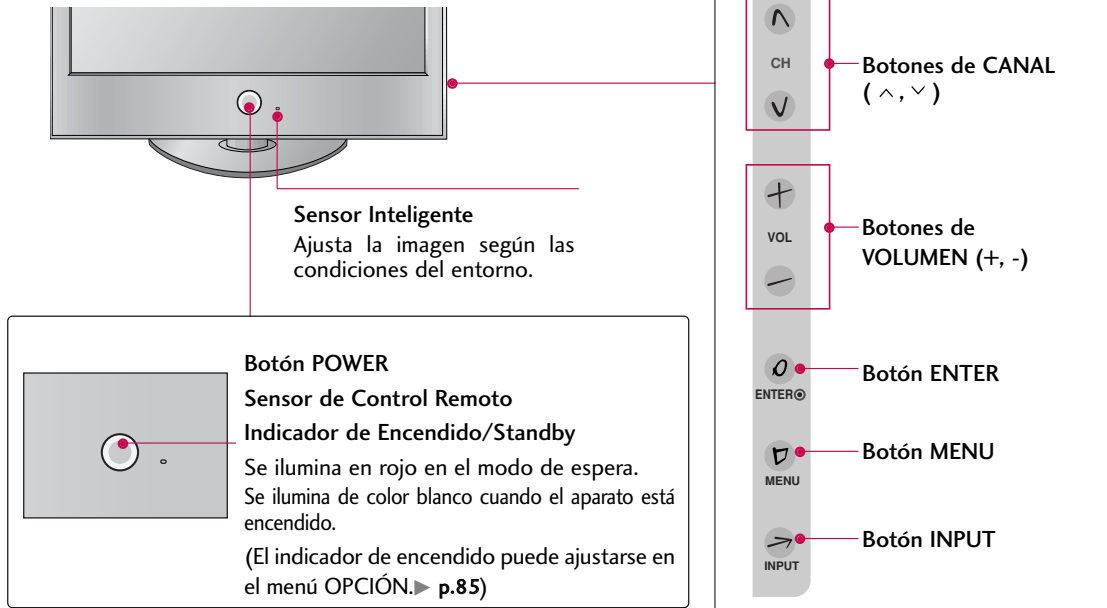 Sensor Inteligente
Ajusta la imagen según las
condiciones del entorno.
Botón POWER
Sensor de Control Remoto
Indicador de Encendido/Standby
Se ilumina en rojo en el modo de espera.
Se ilumina de color blanco cuando el aparato está
encendido.
(El indicador de encendido puede ajustarse en
el menú OPCIÓN.▶ p.85)
CH
Botones de CANAL
( ︿ , ﹀ )
VOL
Botones de
VOLUMEN (+, -)
ENTER◉
Botón ENTER
MENU
Botón MENU
INPUT
Botón INPUT